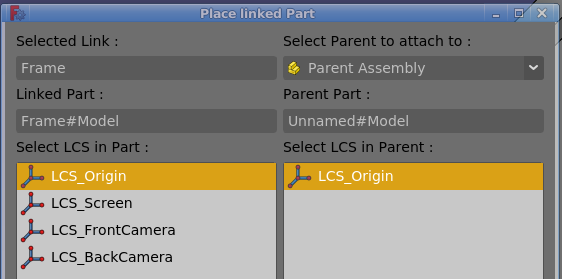 Place linked Part
Selected Link :
Select Parent to attach to :
Frame
Parent Assembly
Linked Part :
Parent Part :
Frame#Model
Unnamed#Model
Select LCS in Part :
Select LCS in Parent :
LCS_Origin
LCS_Origin
LCS_Screen
LCS_FrontCamera
LCS_BackCamera